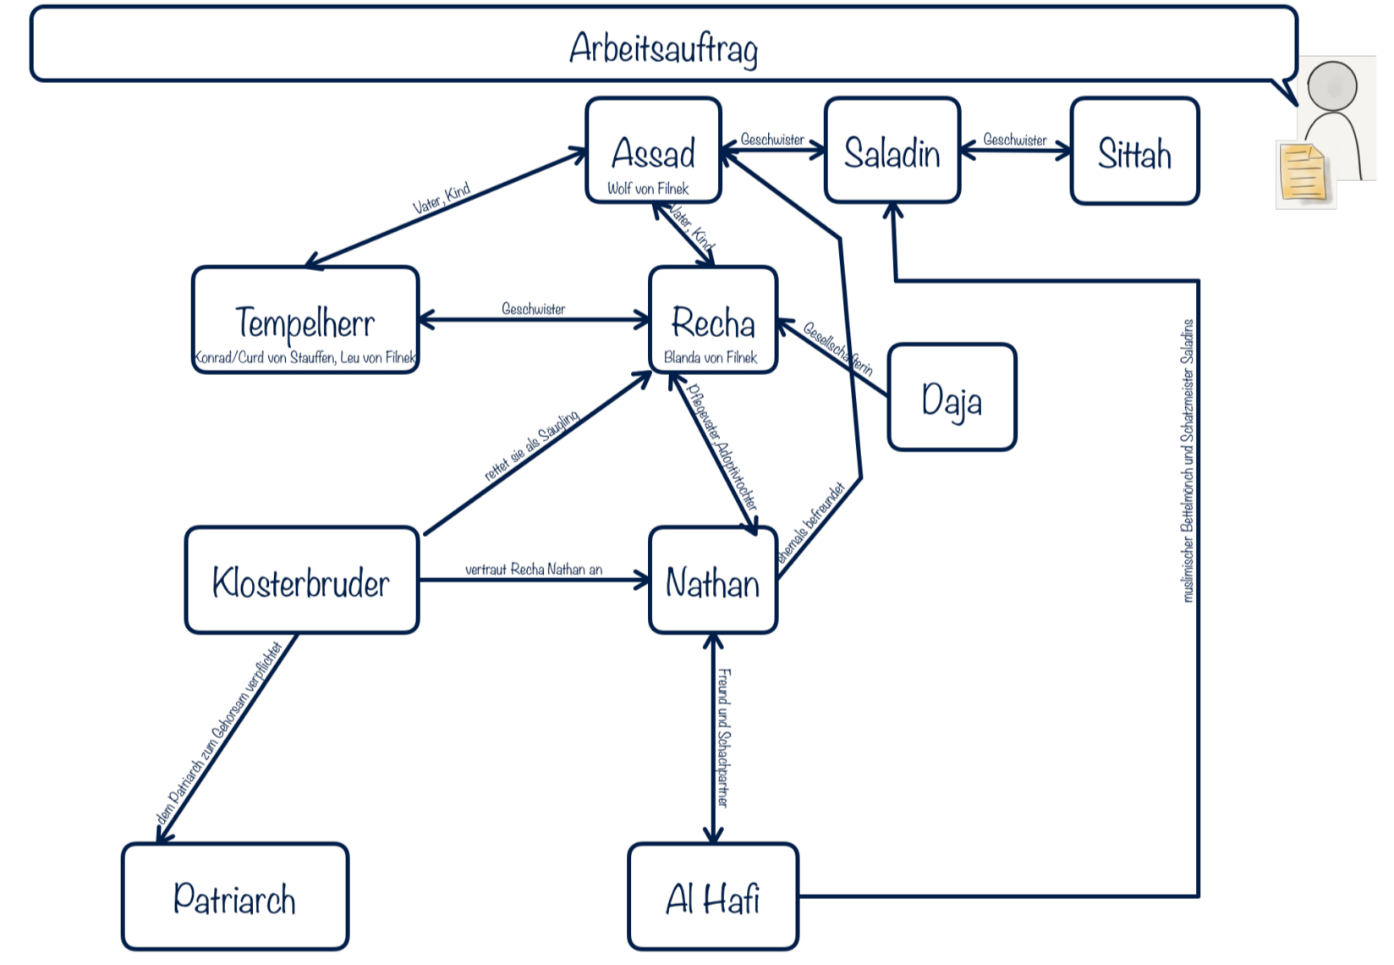 Arbeitsauftrag
Assad
Wolf von Filnek
Geschwister
Saladin
Geschwister
Sittah
Vater, Kind
Vater, Kind
Tempelherr
Konrad/Curd von Stauffen, Leu von Filnek
Geschwister
Recha
Blanda von Filnek
Gesellschafterin
Daja
rettet sie als Säugling
Pflegevater,Adoptivtochter
ehemals befreundet
muslimischer Bettelmönch und Schatzmeister Saladins
Klosterbruder
vertraut Recha Nathan an
Nathan
dem Patriarch zum Gehorsam verpflichtet
Freund und Schachpartner
Patriarch
Al Hafi